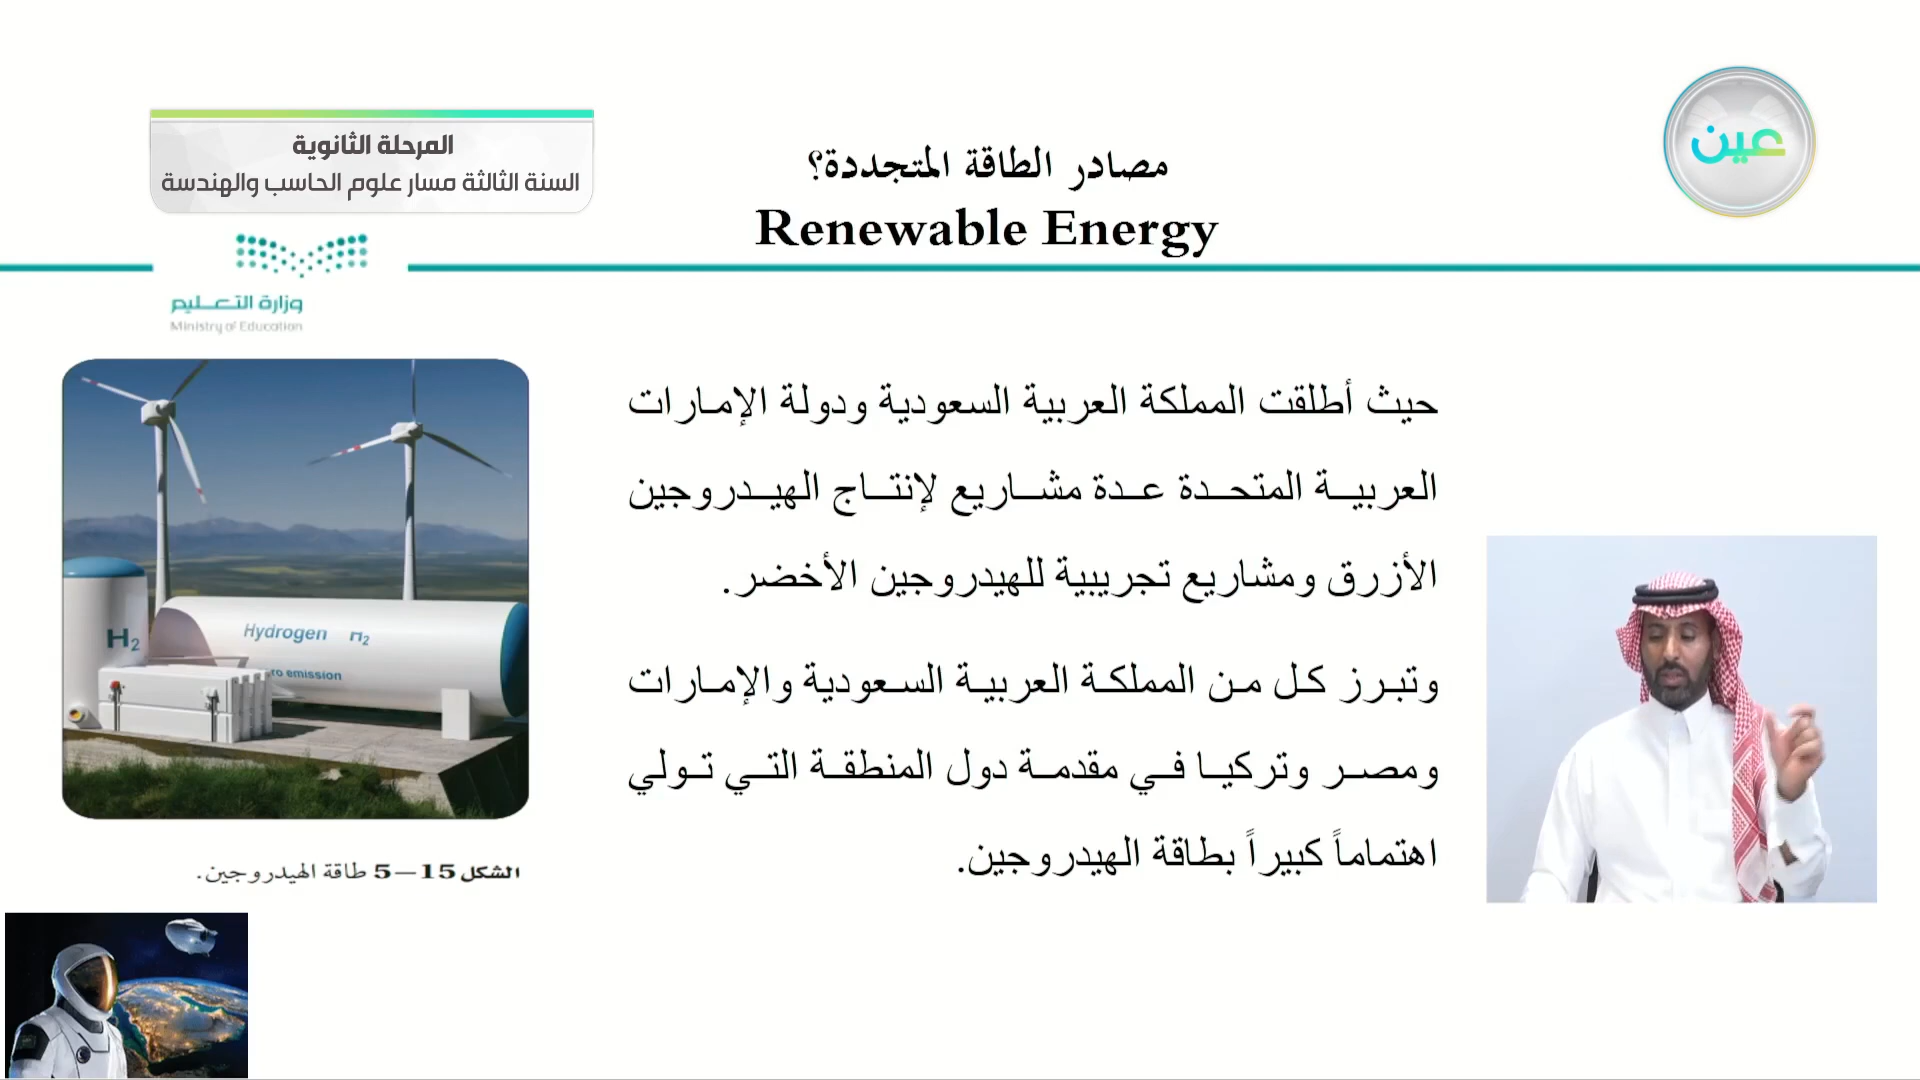 المرحلة الثانوية
السنة الثالثة مسار علوم الحاسب والهندسة
عين
مصادر الطاقة المتجددة؟
Renewable Energy
وزارة التعليم
Ministry of Education
حيث أطلقت المملكة العربية السعودية ودولة الإمارات
العربية المتحدة عدة مشاريع لإنتاج الهيدروجين
الأزرق ومشاريع تجريبية للهيدروجين الأخضر.
وتبرز كل من المملكة العربية السعودية والإمارات
ومصر وتركيا في مقدمة دول المنطقة التي تولي
اهتماماً كبيراً بطاقة الهيدروجين.
H2
Hydrogen H2
ro emission
الشكل 15–5 طاقة الهيدروجين.